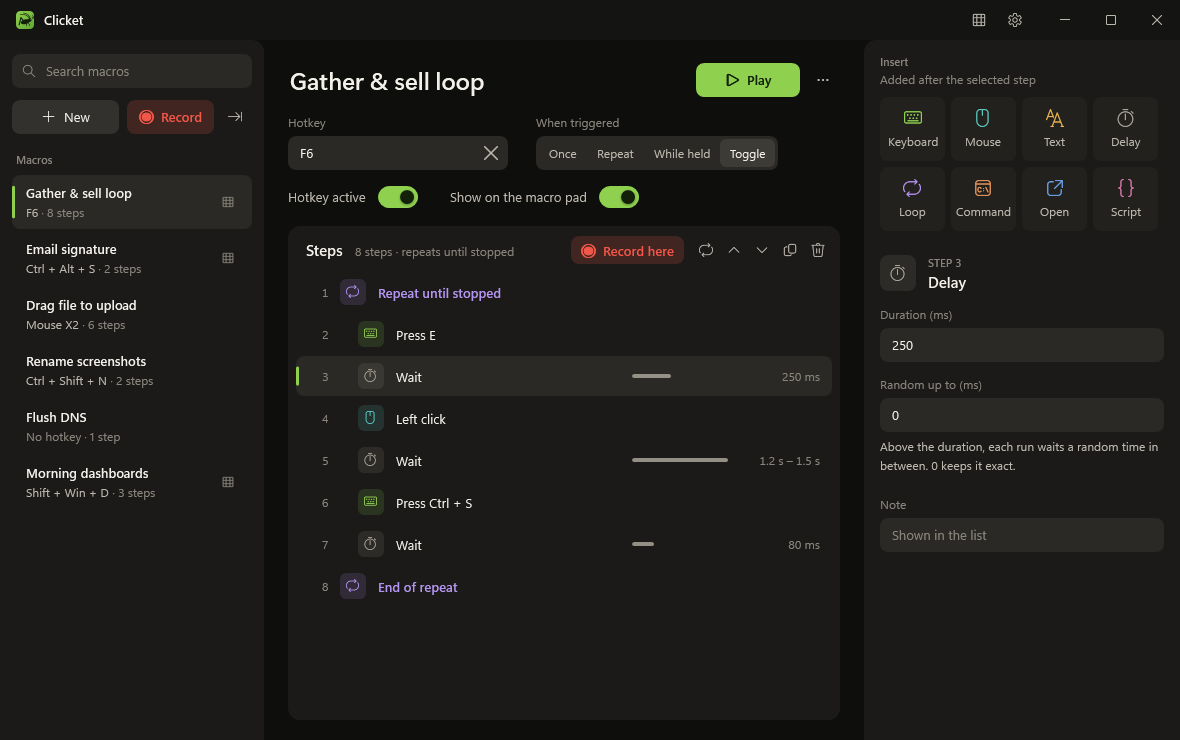 Clicket
Search macros
New
Record
Macros
Gather & sell loop
F6 · 8 steps
Email signature
Ctrl + Alt + S · 2 steps
Drag file to upload
Mouse X2 · 6 steps
Rename screenshots
Ctrl + Shift + N · 2 steps
Flush DNS
No hotkey · 1 step
Morning dashboards
Shift + Win + D · 3 steps
Gather & sell loop
Play
Hotkey
When triggered
F6
Once Repeat While held Toggle
Hotkey active
Show on the macro pad
Steps 8 steps · repeats until stopped
Record here
1 Repeat until stopped
2 Press E
3 Wait 250 ms
4 Left click
5 Wait 1.2 s – 1.5 s
6 Press Ctrl + S
7 Wait 80 ms
8 End of repeat
Insert
Added after the selected step
Keyboard Mouse Text Delay
Loop Command Open Script
STEP 3
Delay
Duration (ms)
250
Random up to (ms)
0
Above the duration, each run waits a random time in
between. 0 keeps it exact.
Note
Shown in the list